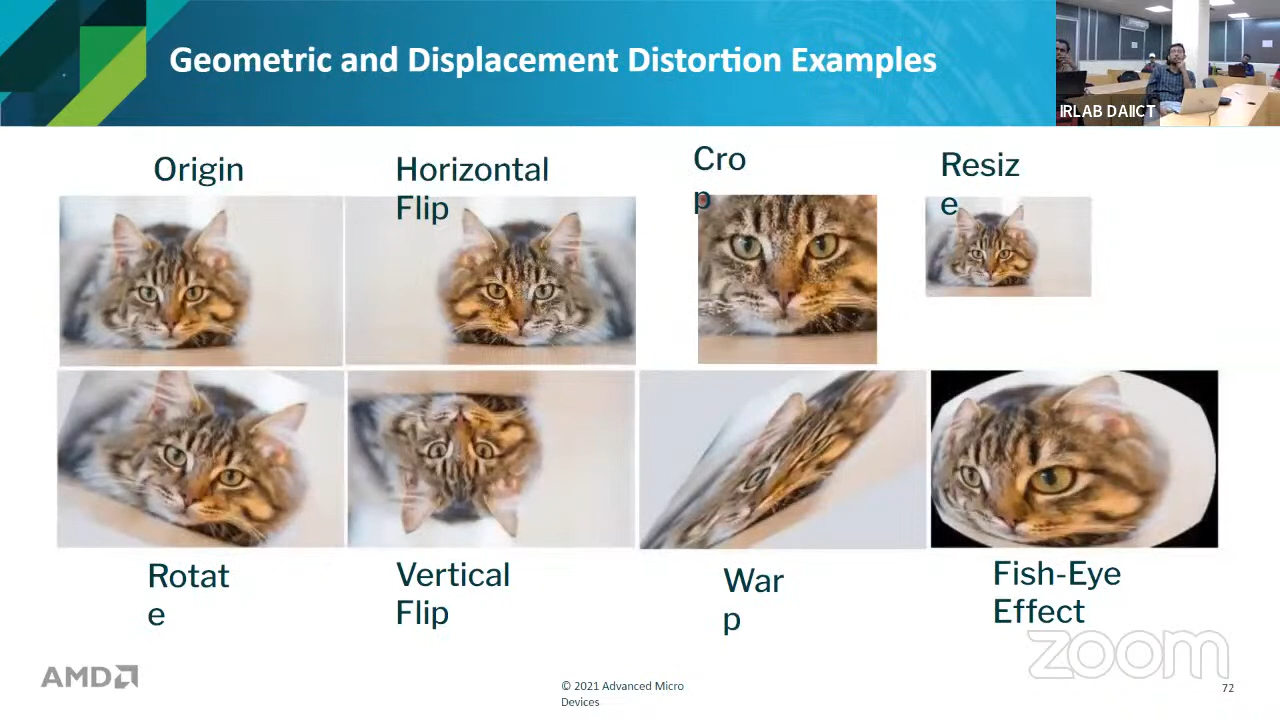 Geometric and Displacement Distortion Examples
IRLAB DAIICT
Origin
Horizontal
Flip
Cro
p
Resiz
e
Rotat
e
Vertical
Flip
War
p
Fish-Eye
Effect
zoom
AMD
© 2021 Advanced Micro
Devices
72